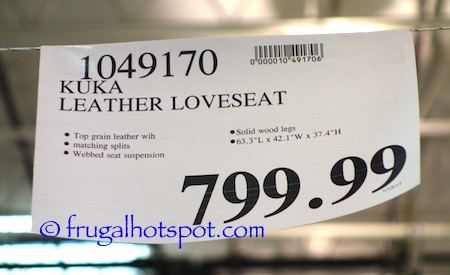 1049170
0000010491706
KUKA
LEATHER LOVESEAT
• Top grain leather wih
• matching splits
• Webbed seat suspension
• Solid wood legs
• 63.3"L x 42.1"W x 37.4"H
799.99
© frugalhotspot.com